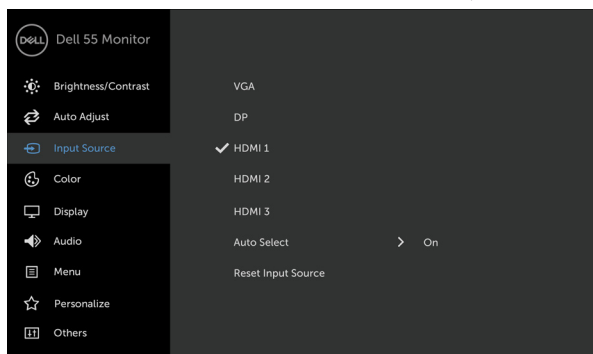 DELL Dell 55 Monitor
Brightness/Contrast VGA
Auto Adjust DP
Input Source HDMI 1
Color HDMI 2
Display HDMI 3
Audio Auto Select On
Menu Reset Input Source
Personalize
Others